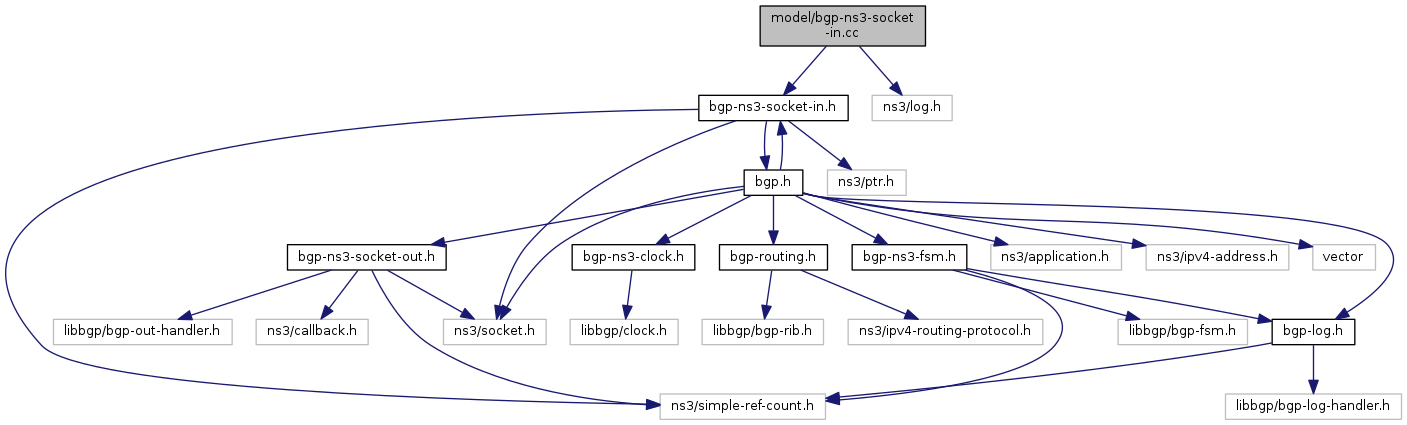 model/bgp-ns3-socket
-in.cc
bgp-ns3-socket-in.h
ns3/log.h
bgp.h
ns3/ptr.h
bgp-ns3-socket-out.h
bgp-ns3-clock.h
bgp-routing.h
bgp-ns3-fsm.h
ns3/application.h
ns3/ipv4-address.h
vector
libbgp/bgp-out-handler.h
ns3/callback.h
ns3/socket.h
libbgp/clock.h
libbgp/bgp-rib.h
ns3/ipv4-routing-protocol.h
libbgp/bgp-fsm.h
bgp-log.h
ns3/simple-ref-count.h
libbgp/bgp-log-handler.h